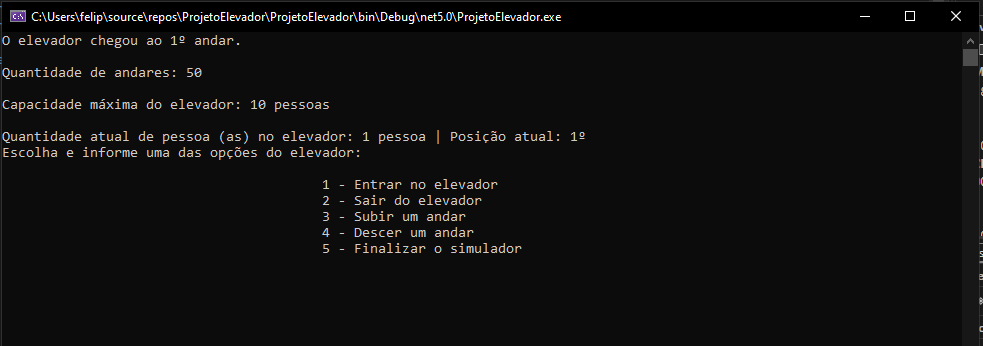 C:\Users\felip\source\repos\ProjetoElevador\ProjetoElevador\bin\Debug\net5.0\ProjetoElevador.exe
O elevador chegou ao 1º andar.
Quantidade de andares: 50
Capacidade máxima do elevador: 10 pessoas
Quantidade atual de pessoa (as) no elevador: 1 pessoa | Posição atual: 1º
Escolha e informe uma das opções do elevador:
1 - Entrar no elevador
2 - Sair do elevador
3 - Subir um andar
4 - Descer um andar
5 - Finalizar o simulador